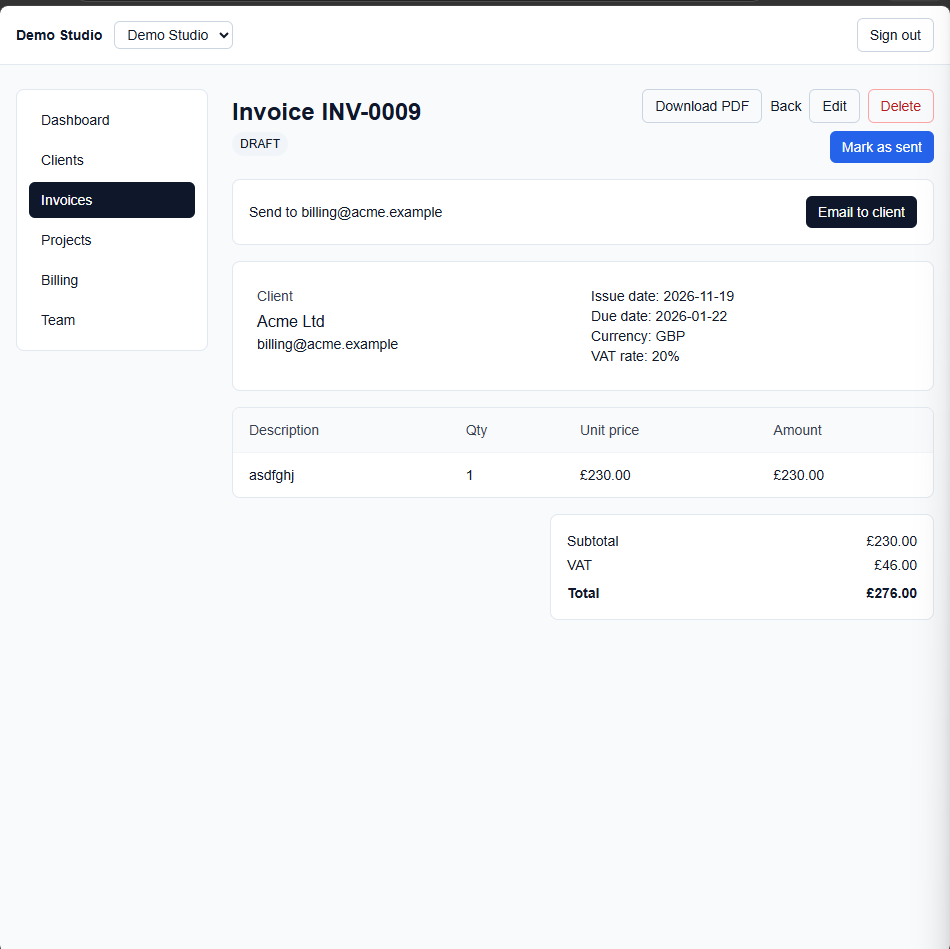 Demo Studio Demo Studio Sign out
Dashboard
Clients
Invoices
Projects
Billing
Team
Invoice INV-0009
DRAFT
Download PDF Back Edit Delete
Mark as sent
Send to billing@acme.example Email to client
Client
Acme Ltd
billing@acme.example
Issue date: 2026-11-19
Due date: 2026-01-22
Currency: GBP
VAT rate: 20%
Description Qty Unit price Amount
asdfghj 1 £230.00 £230.00
Subtotal £230.00
VAT £46.00
Total £276.00